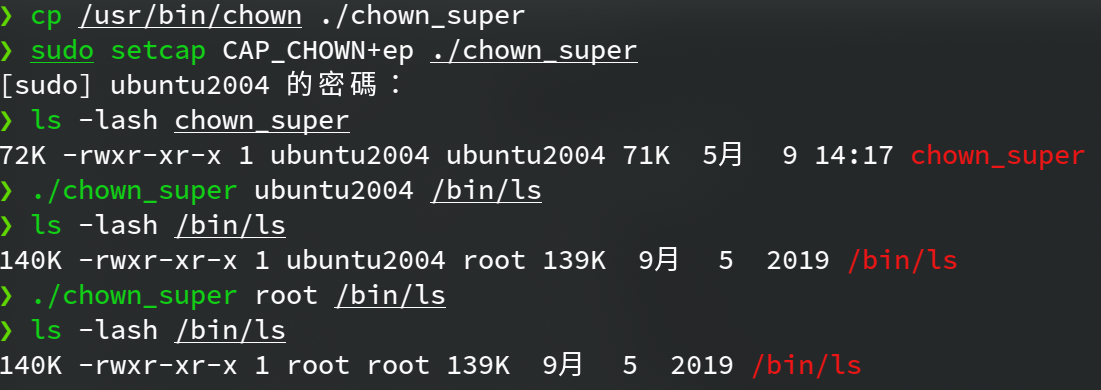 ❯ cp /usr/bin/chown ./chown_super
❯ sudo setcap CAP_CHOWN+ep ./chown_super
[sudo] ubuntu2004 的密碼：
❯ ls -lash chown_super
72K -rwxr-xr-x 1 ubuntu2004 ubuntu2004 71K  5月   9 14:17 chown_super
❯ ./chown_super ubuntu2004 /bin/ls
❯ ls -lash /bin/ls
140K -rwxr-xr-x 1 ubuntu2004 root 139K  9月   5  2019 /bin/ls
❯ ./chown_super root /bin/ls
❯ ls -lash /bin/ls
140K -rwxr-xr-x 1 root root 139K  9月   5  2019 /bin/ls